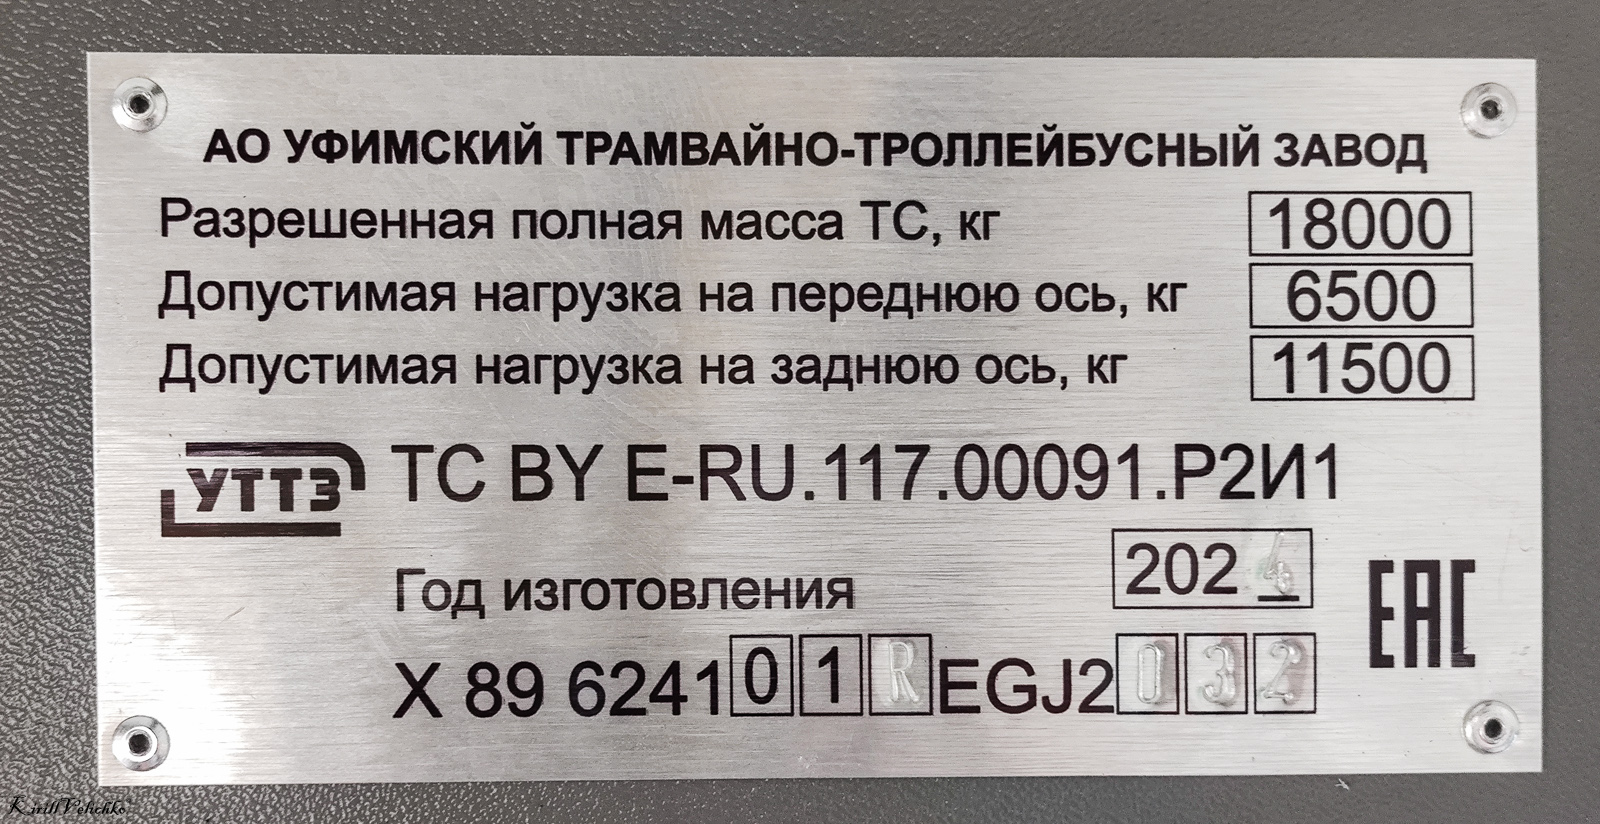 АО УФИМСКИЙ ТРАМВАЙНО-ТРОЛЛЕЙБУСНЫЙ ЗАВОД
Разрешенная полная масса ТС, кг 18000
Допустимая нагрузка на переднюю ось, кг 6500
Допустимая нагрузка на заднюю ось, кг 11500
УТТЗ ТС BY E-RU.117.00091.Р2И1
Год изготовления 2024
EAC
X 89 624101REGJ2032
Kirill Velichko